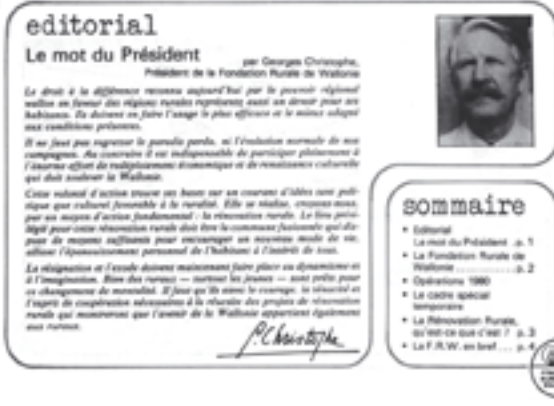 editorial
Le mot du Président
par Georges Christophe,
Président de la Fondation Rurale de Wallonie
Le droit à la différence reconnu aujourd'hui par le pouvoir régional
wallon en faveur des régions rurales représente aussi un devoir pour ses
habitants. Ils doivent en faire l'usage le plus efficace et le mieux adapté
aux conditions présentes.
Il ne faut pas regretter le paradis perdu, ni l'évolution normale de nos
campagnes. Au contraire il est indispensable de participer pleinement à
l'énorme effort de redéploiement économique et de renaissance culturelle
qui doit soulever la Wallonie.
Cette volonté d'action trouve ses bases sur un courant d'idées tant poli-
tique que culturel favorable à la ruralité. Elle se réalise, croyons-nous,
par un moyen d'action fondamental : la rénovation rurale. Le lieu privi-
légié pour cette rénovation rurale doit être la commune fusionnée qui dis-
pose de moyens suffisants pour encourager un nouveau mode de vie,
alliant l'épanouissement personnel de l'habitant à l'intérêt de tous.
La résignation et l'exode doivent maintenant faire place au dynamisme et
à l'imagination. Bien des ruraux — surtout les jeunes — sont prêts pour
ce changement de mentalité. Il faut qu'ils aient le courage, la ténacité et
l'esprit de coopération nécessaires à la réussite des projets de rénovation
rurale qui montreront que l'avenir de la Wallonie appartient également
aux ruraux.
P. Christophe
sommaire
• Editorial
Le mot du Président . p. 1
• La Fondation Rurale de
Wallonie ............ p. 2
• Opérations 1980
• Le cadre spécial
temporaire
• La Rénovation Rurale,
qu'est-ce que c'est ? p. 3
• La F.R.W. en bref .... p. 4